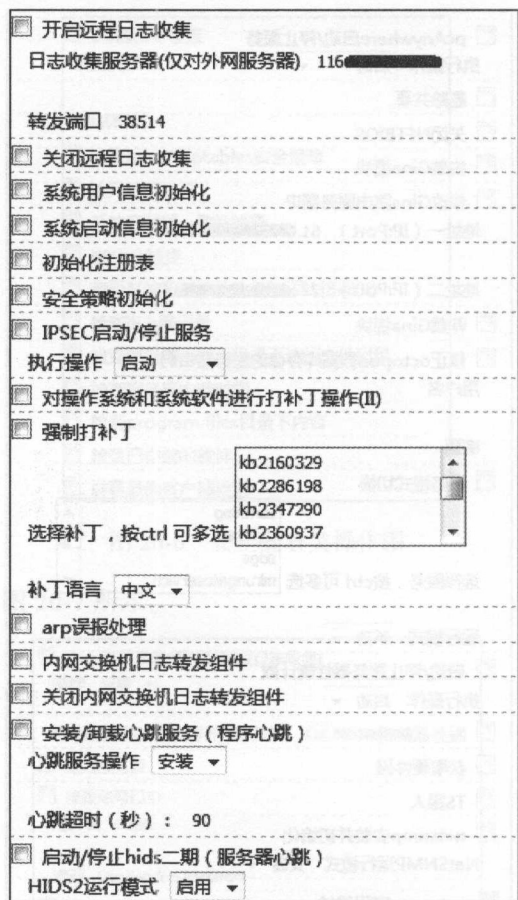 开启远程日志收集
日志收集服务器(仅对外网服务器) 116
转发端口 38514
关闭远程日志收集
系统用户信息初始化
系统启动信息初始化
初始化注册表
安全策略初始化
IPSEC启动/停止服务
执行操作 启动
对操作系统和系统软件进行打补丁操作(II)
强制打补丁
kb2160329
kb2286198
kb2347290
选择补丁，按ctrl 可多选 kb2360937
补丁语言 中文
arp误报处理
内网交换机日志转发组件
关闭内网交换机日志转发组件
安装/卸载心跳服务（程序心跳）
心跳服务操作 安装
心跳超时（秒）： 90
启动/停止hids二期（服务器心跳）
HIDS2运行模式 启用